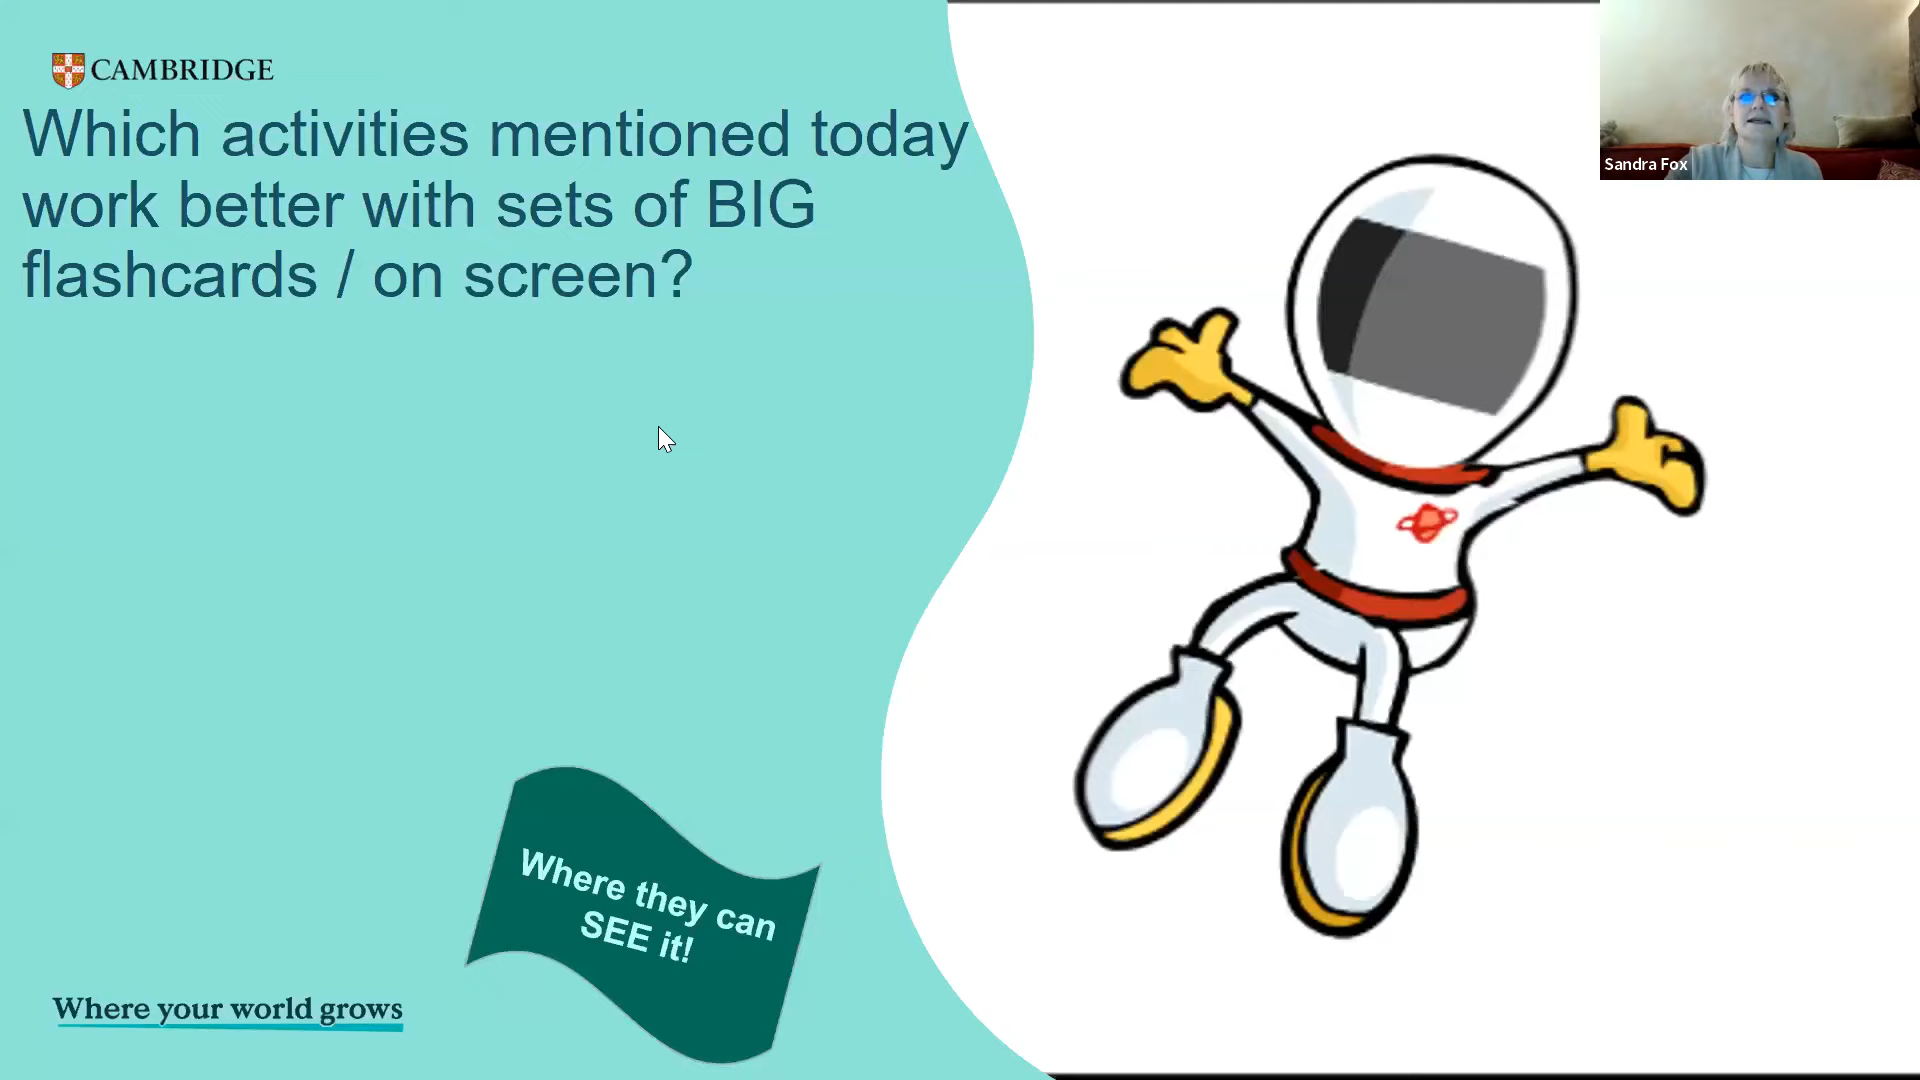 CAMBRIDGE
Which activities mentioned today
work better with sets of BIG
flashcards / on screen?
Sandra Fox
Where they can
SEE it!
Where your world grows